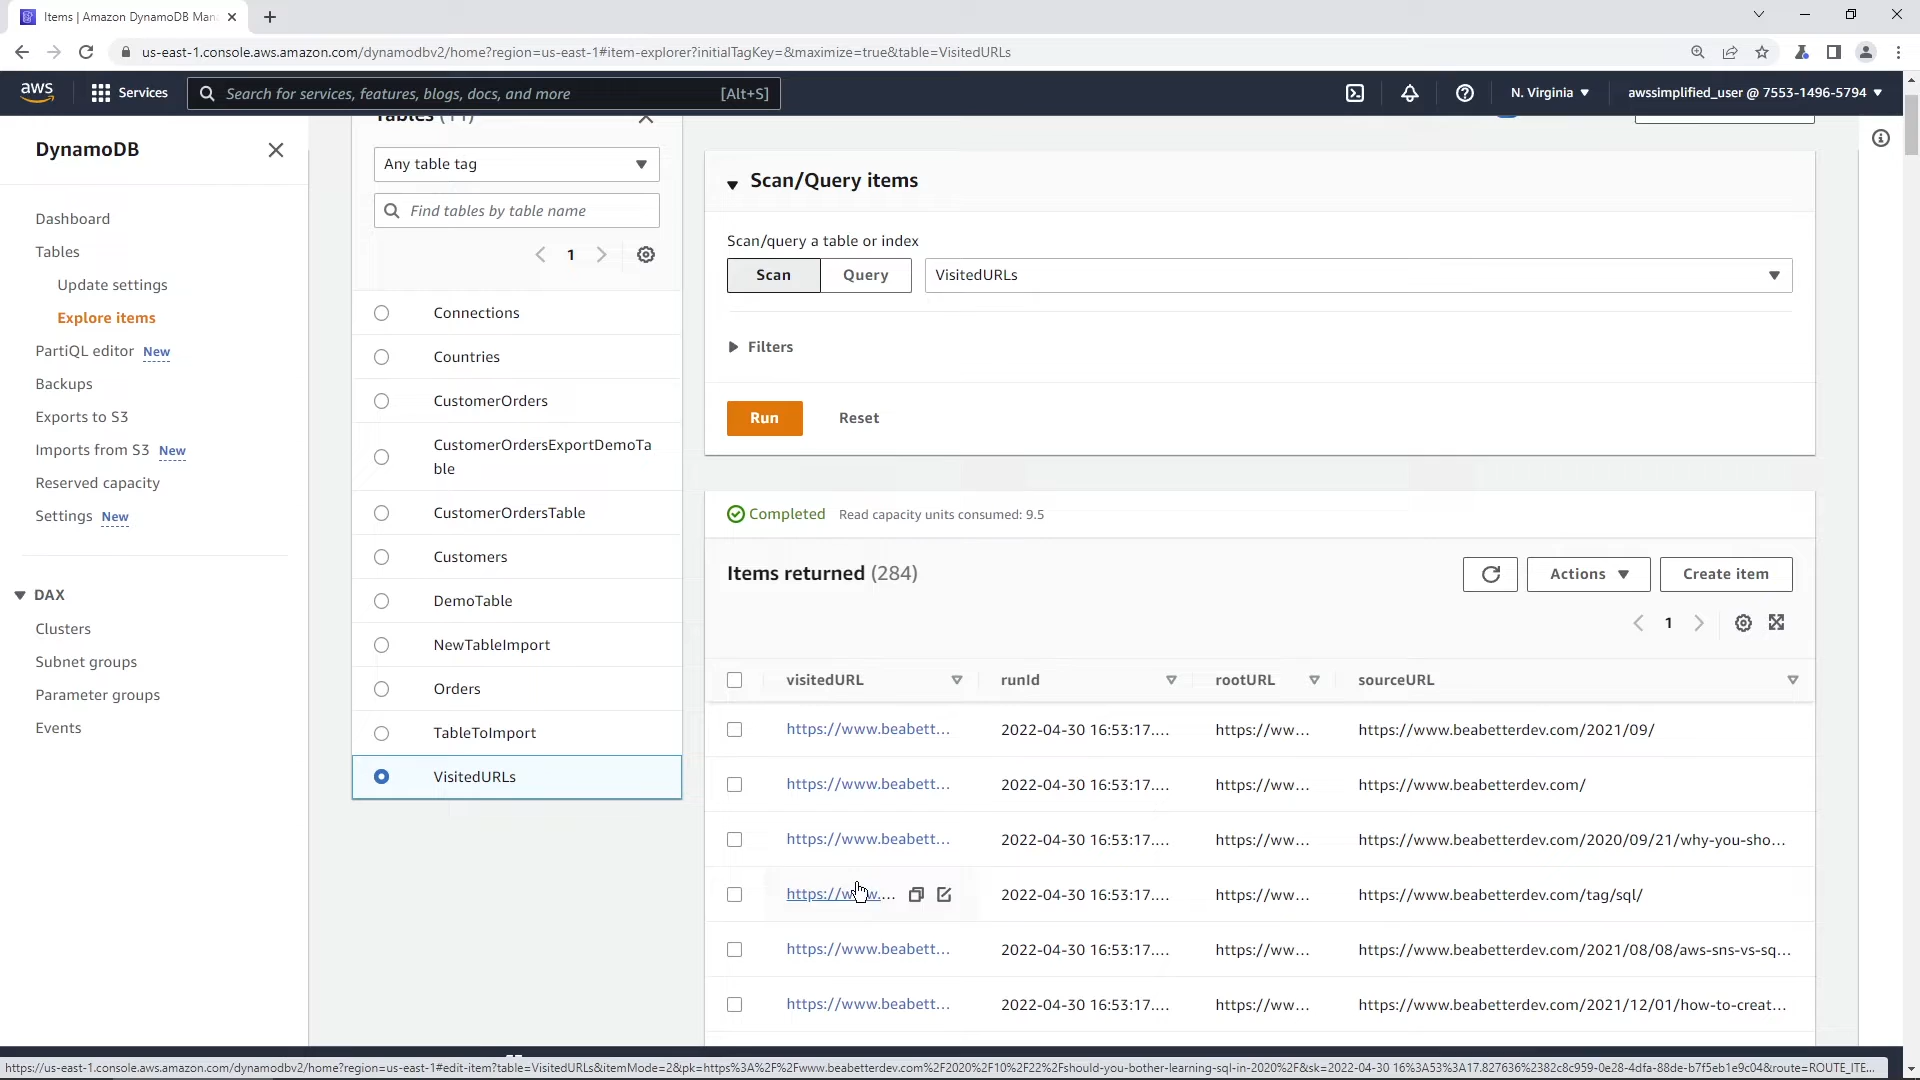 Items | Amazon DynamoDB Man
us-east-1.console.aws.amazon.com/dynamodbv2/home?region=us-east-1#item-explorer?initialTagKey=&maximize=true&table=VisitedURLs
aws
Services
Search for services, features, blogs, docs, and more
[Alt+S]
N. Virginia
awssimplified_user @ 7553-1496-5794
DynamoDB
Dashboard
Tables
Update settings
Explore items
PartiQL editor New
Backups
Exports to S3
Imports from S3 New
Reserved capacity
Settings New
DAX
Clusters
Subnet groups
Parameter groups
Events
Tables (11)
Any table tag
Find tables by table name
1
Connections
Countries
CustomerOrders
CustomerOrdersExportDemoTa
ble
CustomerOrdersTable
Customers
DemoTable
NewTableImport
Orders
TableToImport
VisitedURLs
Scan/Query items
Scan/query a table or index
Scan Query VisitedURLs
Filters
Run Reset
Completed Read capacity units consumed: 9.5
Items returned (284)
Actions Create item
1
visitedURL runId rootURL sourceURL
https://www.beabett... 2022-04-30 16:53:17.... https://ww... https://www.beabetterdev.com/2021/09/
https://www.beabett... 2022-04-30 16:53:17.... https://ww... https://www.beabetterdev.com/
https://www.beabett... 2022-04-30 16:53:17.... https://ww... https://www.beabetterdev.com/2020/09/21/why-you-sho...
https://www.... 2022-04-30 16:53:17.... https://ww... https://www.beabetterdev.com/tag/sql/
https://www.beabett... 2022-04-30 16:53:17.... https://ww... https://www.beabetterdev.com/2021/08/08/aws-sns-vs-sq...
https://www.beabett... 2022-04-30 16:53:17.... https://ww... https://www.beabetterdev.com/2021/12/01/how-to-creat...
https://us-east-1.console.aws.amazon.com/dynamodbv2/home?region=us-east-1#edit-item?table=VisitedURLs&itemMode=2&pk=https%3A%2F%2Fwww.beabetterdev.com%2F2020%2F10%2F22%2Fshould-you-bother-learning-sql-in-2020%2F&sk=2022-04-30 16%3A53%3A17.827636%2382c8c959-0e28-4dfa-88de-b7f5eb1e9c04&route=ROUTE_ITE...